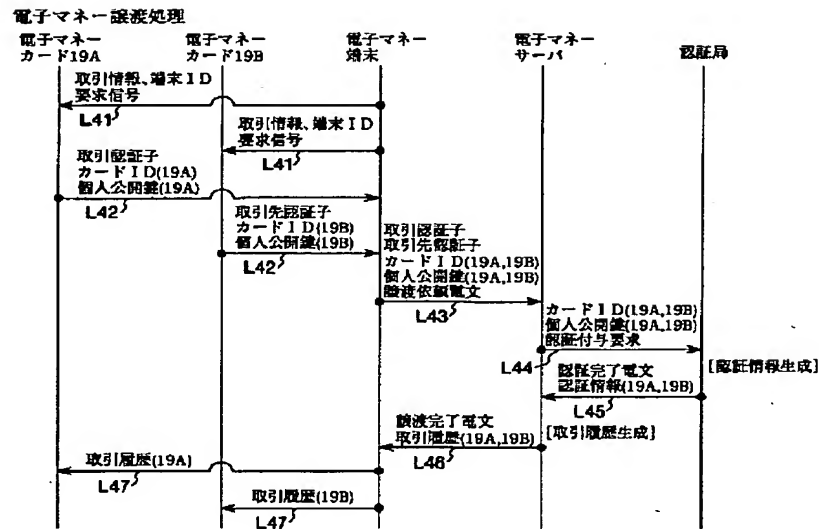 電子マネー譲渡処理
電子マネー
カード19A
電子マネー
カード19B
電子マネー
端末
電子マネー
サーバ
認証局
取引情報、端末ID
要求信号
L41
取引情報、端末ID
要求信号
L41
取引認証子
カードID(19A)
個人公開鍵(19A)
L42
取引先認証子
カードID(19B)
個人公開鍵(19B)
L42
取引認証子
取引先認証子
カードID(19A,19B)
個人公開鍵(19A,19B)
譲渡依頼電文
L43
カードID(19A,19B)
個人公開鍵(19A,19B)
認証付与要求
L44
[認証情報生成]
認証完了電文
認証情報(19A,19B)
L45
譲渡完了電文
取引履歴(19A,19B)
[取引履歴生成]
L46
取引履歴(19A)
L47
取引履歴(19B)
L47